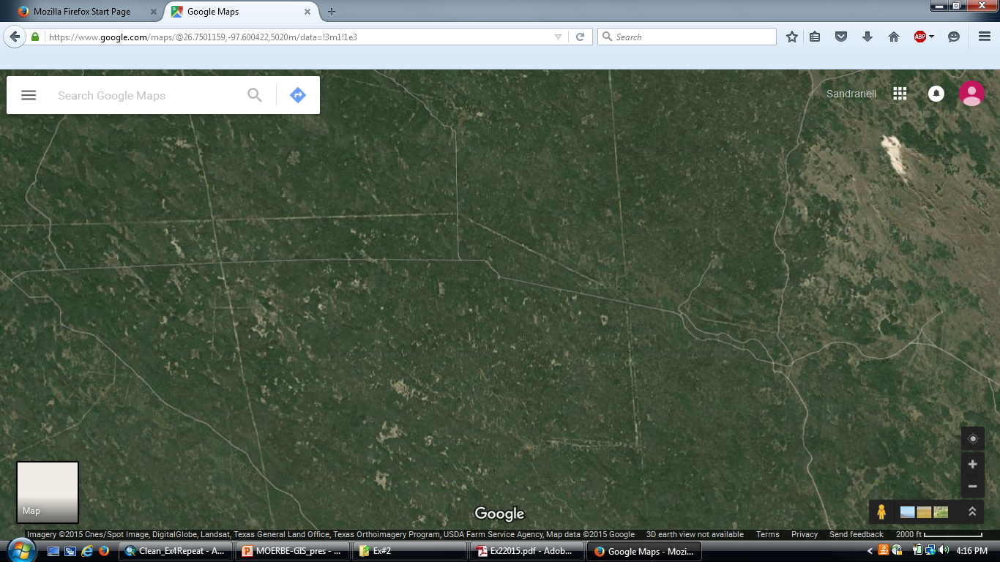 Mozilla Firefox Start Page
Google Maps
https://www.google.com/maps/@26.7501159,-97.600422,5020m/data=!3m1!1e3
Search
ABP
Search Google Maps
Sandranell
Map
Google
Imagery ©2015 Cnes/Spot Image, DigitalGlobe, Landsat, Texas General Land Office, Texas Orthoimagery Program, USDA Farm Service Agency, Map data ©2015 Google 3D earth view not available Terms Privacy Send feedback 2000 ft
Clean_Ex4Repeat - A...
MOERBE-GIS_pres - ...
Ex#2
Ex22015.pdf - Adob...
Google Maps - Mozi...
4:16 PM